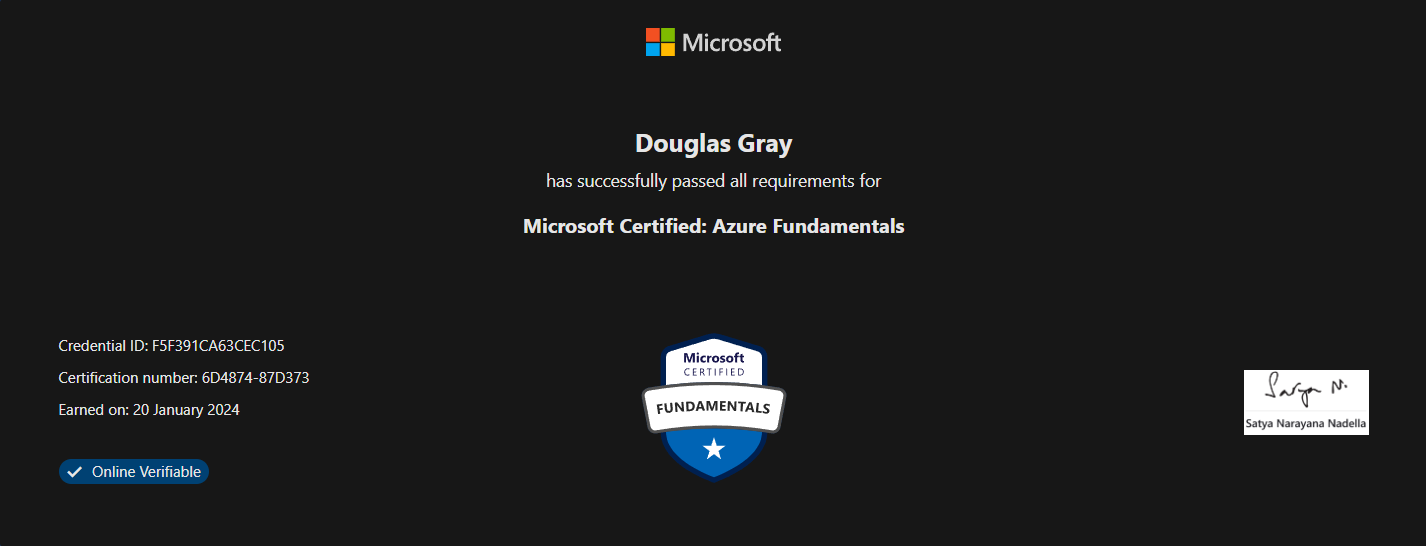 Microsoft
Douglas Gray
has successfully passed all requirements for
Microsoft Certified: Azure Fundamentals
Credential ID: F5F391CA63CEC105
Certification number: 6D4874-87D373
Earned on: 20 January 2024
Online Verifiable
Microsoft
CERTIFIED
FUNDAMENTALS
Satya N.
Satya Narayana Nadella